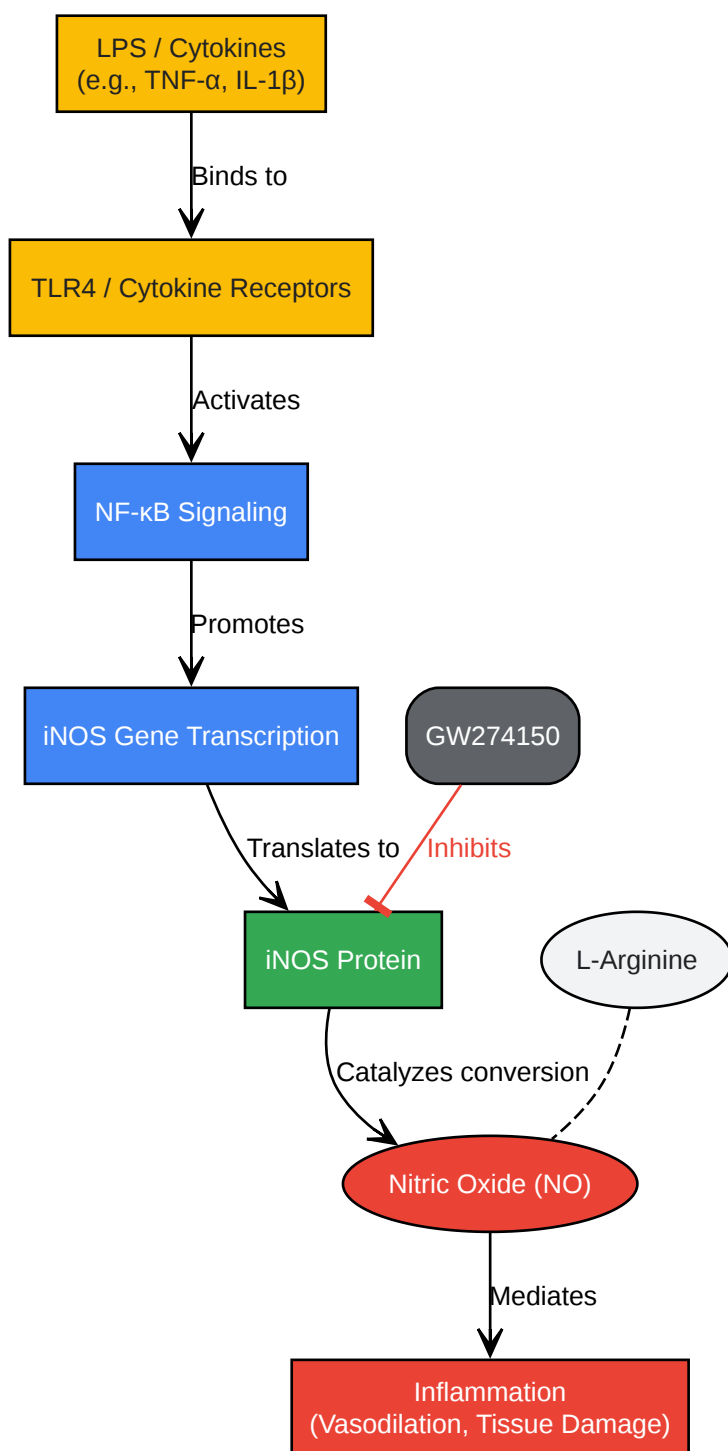 LPS / Cytokines
(e.g., TNF-α, IL-1β)
Binds to
TLR4 / Cytokine Receptors
Activates
NF-κB Signaling
Promotes
iNOS Gene Transcription
GW274150
Translates to
Inhibits
iNOS Protein
L-Arginine
Catalyzes conversion
Nitric Oxide (NO)
Mediates
Inflammation
(Vasodilation, Tissue Damage)